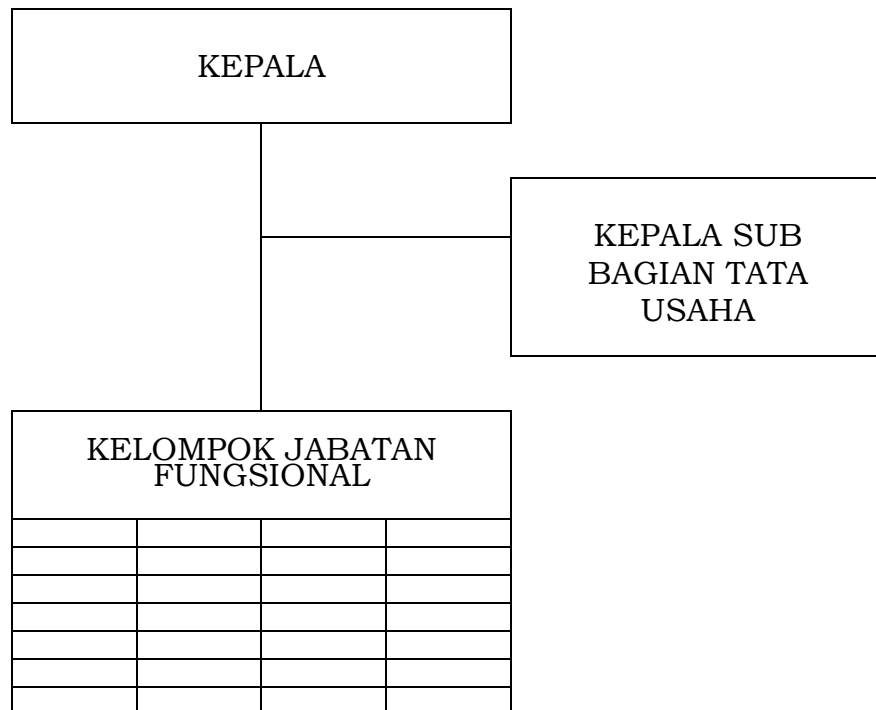 KEPALA
KEPALA SUB
BAGIAN TATA
USAHA
KELOMPOK JABATAN
FUNGSIONAL